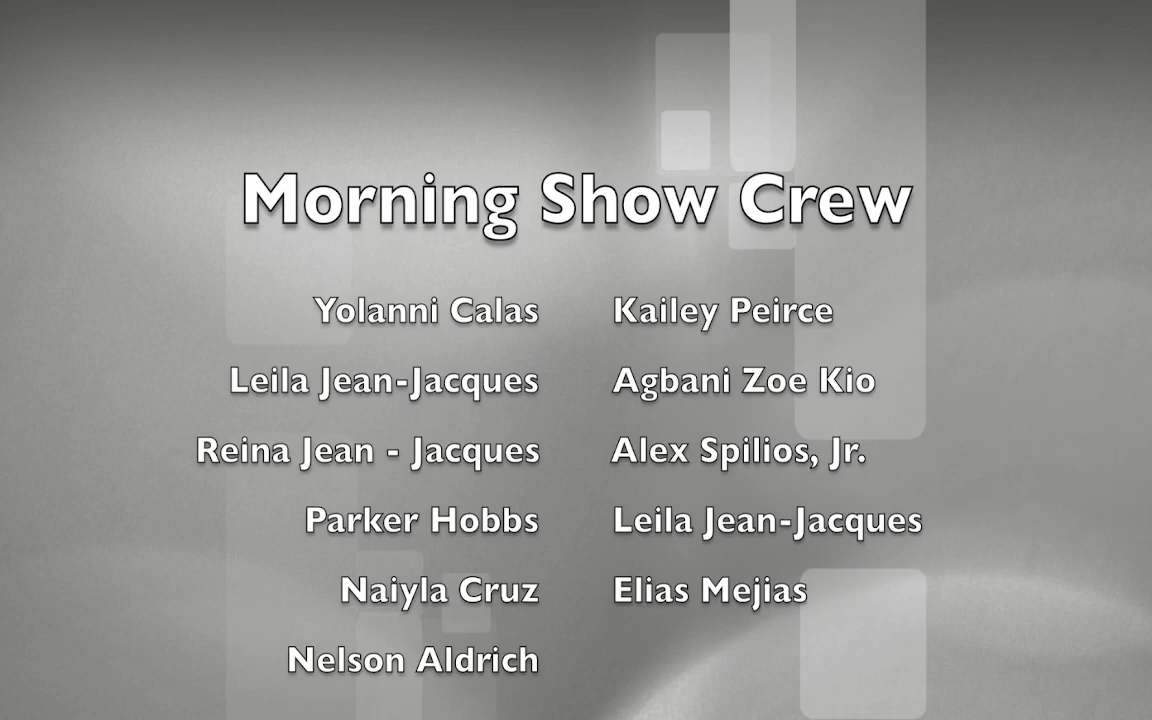 Morning Show Crew
Yolanni Calas Kailey Peirce
Leila Jean-Jacques Agbani Zoe Kio
Reina Jean - Jacques Alex Spilios, Jr.
Parker Hobbs Leila Jean-Jacques
Naiyla Cruz Elias Mejias
Nelson Aldrich